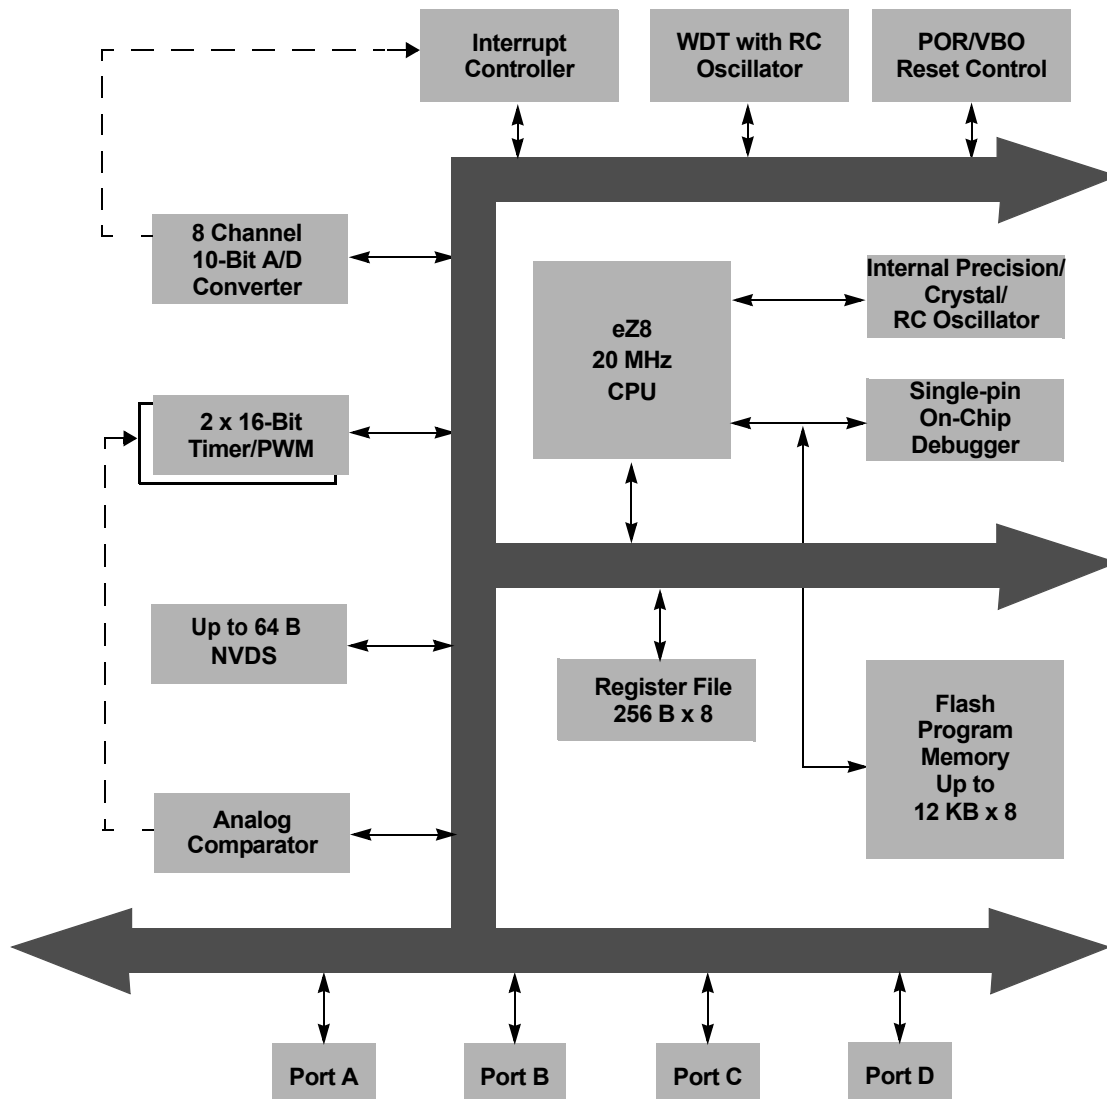 Interrupt
Controller
WDT with RC
Oscillator
POR/VBO
Reset Control
8 Channel
10-Bit A/D
Converter
eZ8
20 MHz
CPU
Internal Precision/
Crystal/
RC Oscillator
2 x 16-Bit
Timer/PWM
Single-pin
On-Chip
Debugger
Up to 64 B
NVDS
Register File
256 B x 8
Flash
Program
Memory
Up to
12 KB x 8
Analog
Comparator
Port A
Port B
Port C
Port D